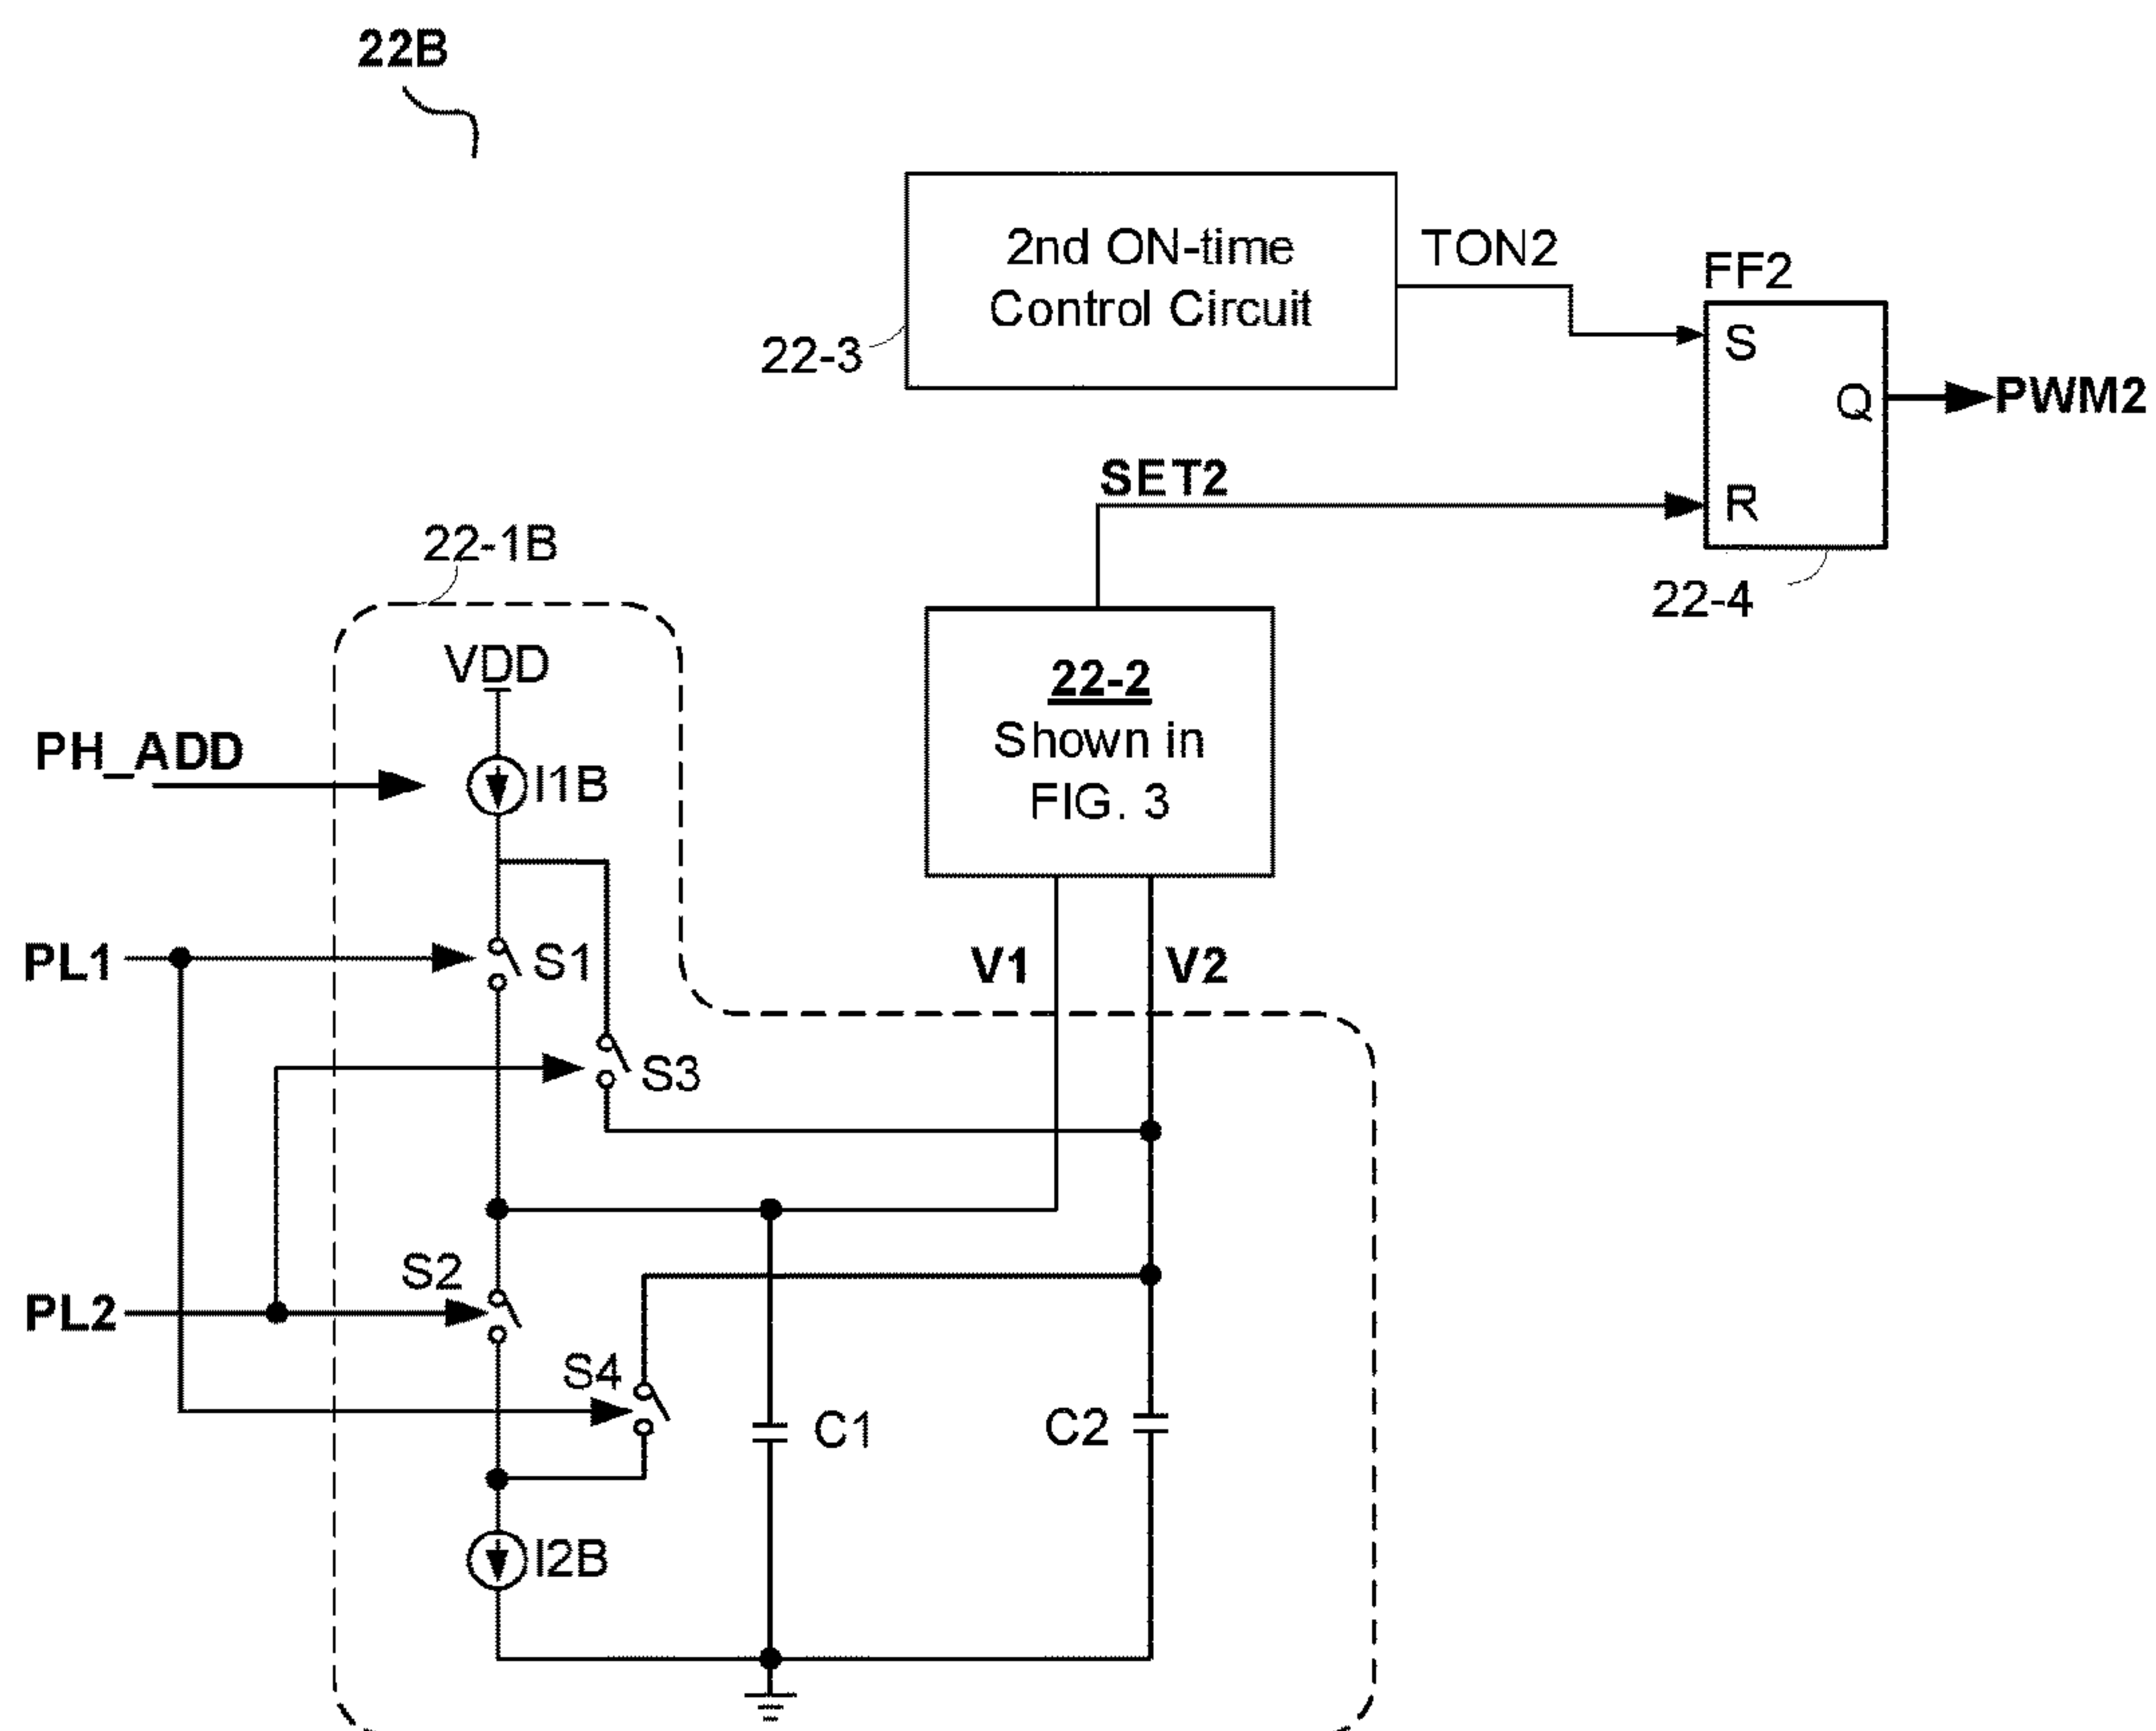 22B
2nd ON-time
Control Circuit
22-3
TON2
FF2
S
Q
R
PWM2
SET2
22-4
22-1B
22-2
Shown in
FIG. 3
VDD
PH_ADD
I1B
PL1
S1
V1
V2
S3
S2
PL2
S4
C1
C2
I2B